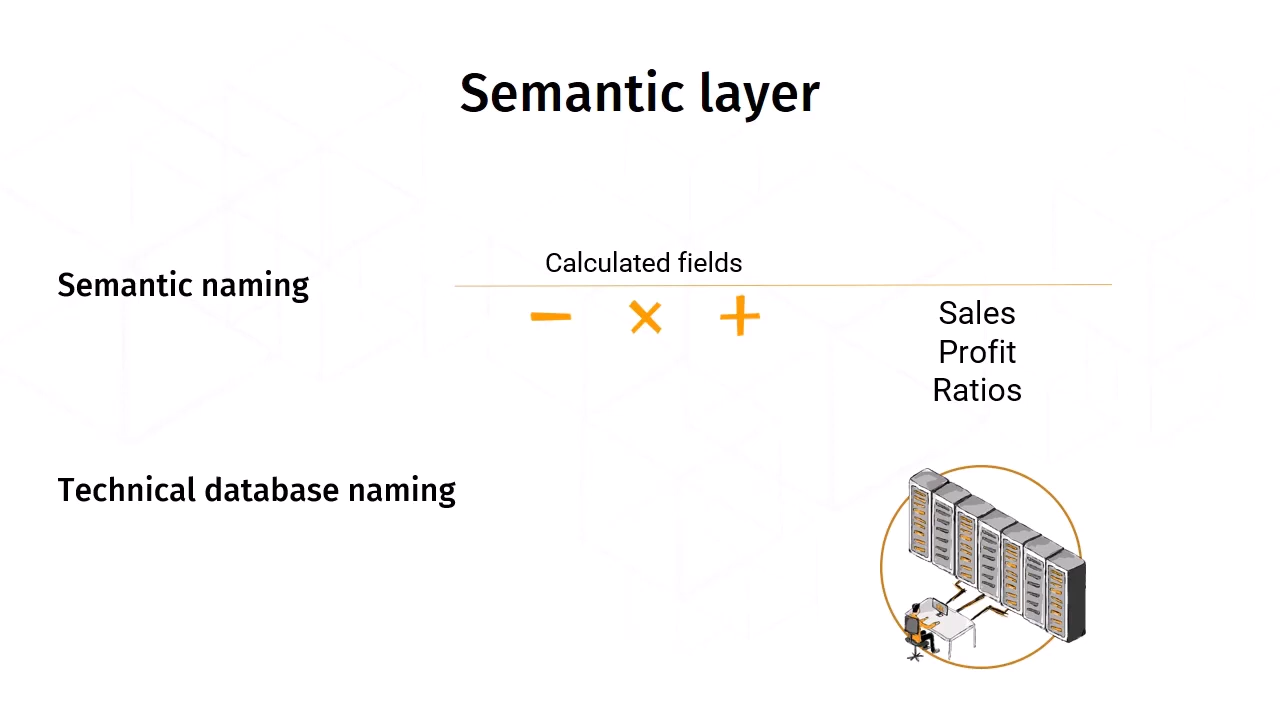 Semantic layer
Semantic naming
Calculated fields
Sales
Profit
Ratios
Technical database naming